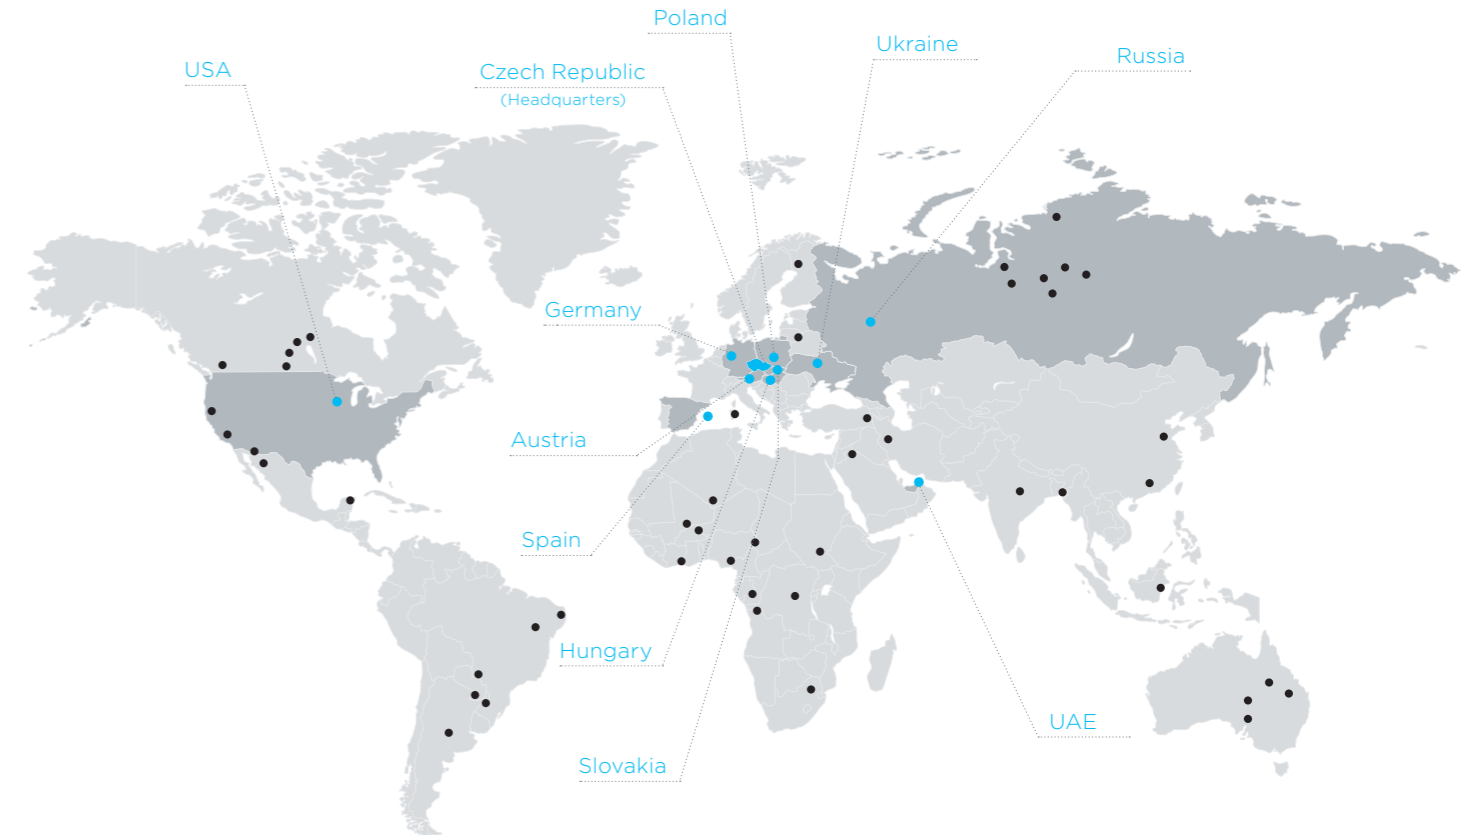 Poland
Ukraine
Russia
USA
Czech Republic
(Headquarters)
Germany
Austria
Spain
Hungary
UAE
Slovakia